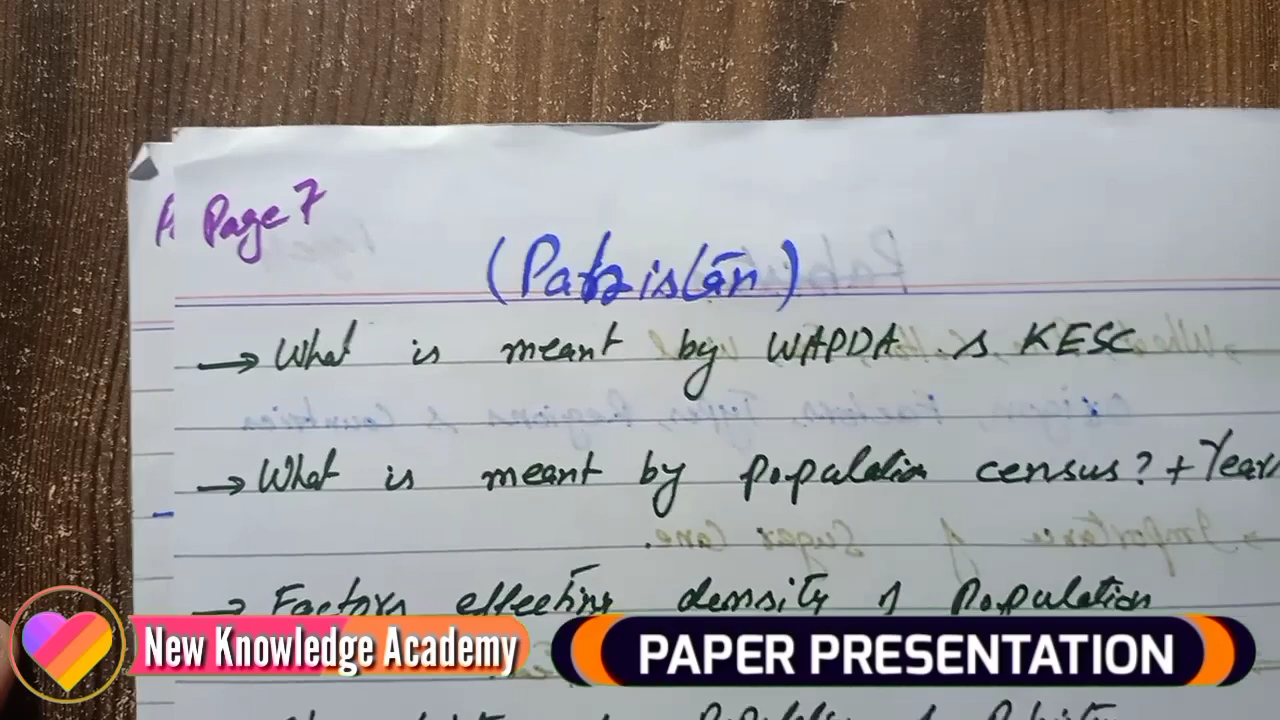 Page 7
(Pakistan)
→ What is meant by WAPDA & KESC
→ What is meant by population census? + Years
→ Factors effecting density of Population
New Knowledge Academy
PAPER PRESENTATION